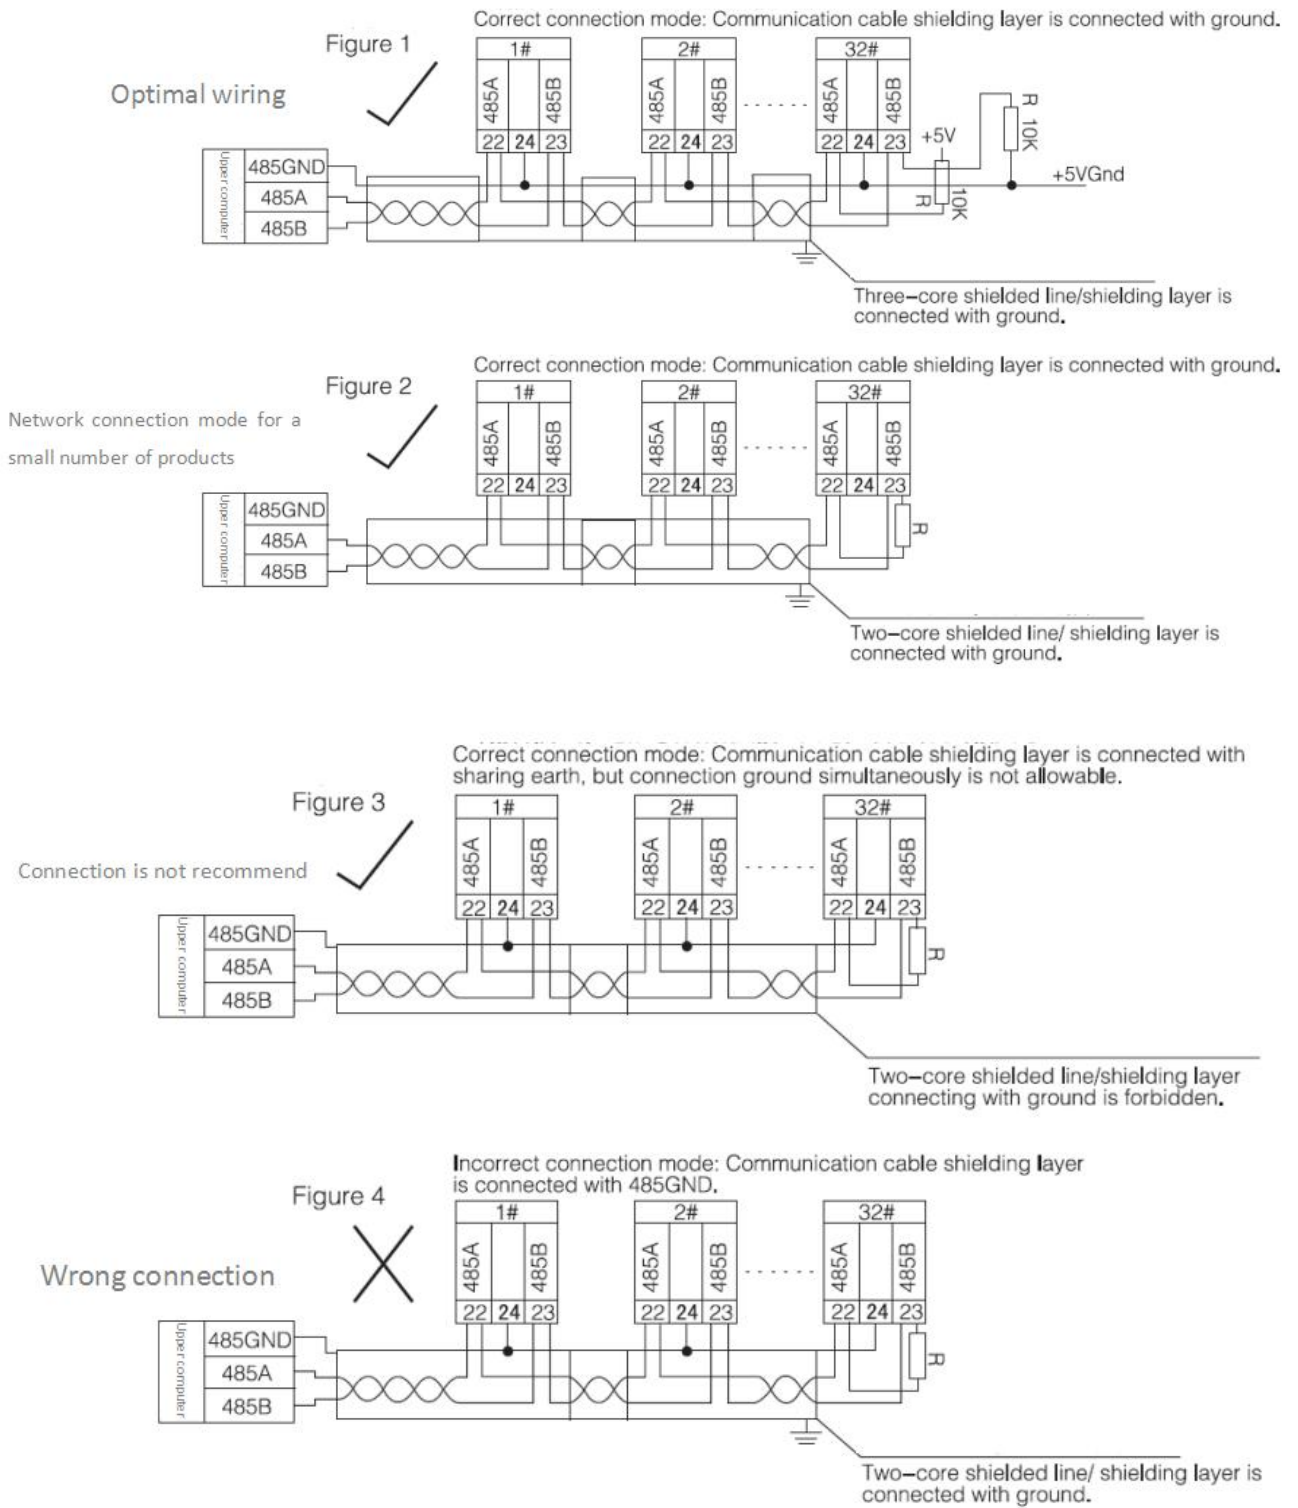 Correct connection mode: Communication cable shielding layer is connected with ground.
Figure 1
Optimal wiring
1#
2#
32#
485A
485B
485A
485B
485A
485B
22 24 23
22 24 23
22 24 23
+5V
R 10K
R 10K
+5VGnd
Upper computer
485GND
485A
485B
Three-core shielded line/shielding layer is
connected with ground.
Correct connection mode: Communication cable shielding layer is connected with ground.
Figure 2
Network connection mode for a
small number of products
1#
2#
32#
485A
485B
485A
485B
485A
485B
22 24 23
22 24 23
22 24 23
R
Upper computer
485GND
485A
485B
Two-core shielded line/ shielding layer is
connected with ground.
Correct connection mode: Communication cable shielding layer is connected with
sharing earth, but connection ground simultaneously is not allowable.
Figure 3
Connection is not recommend
1#
2#
32#
485A
485B
485A
485B
485A
485B
22 24 23
22 24 23
22 24 23
R
Upper computer
485GND
485A
485B
Two-core shielded line/shielding layer
connecting with ground is forbidden.
Incorrect connection mode: Communication cable shielding layer
is connected with 485GND.
Figure 4
Wrong connection
1#
2#
32#
485A
485B
485A
485B
485A
485B
22 24 23
22 24 23
22 24 23
R
Upper computer
485GND
485A
485B
Two-core shielded line/ shielding layer is
connected with ground.